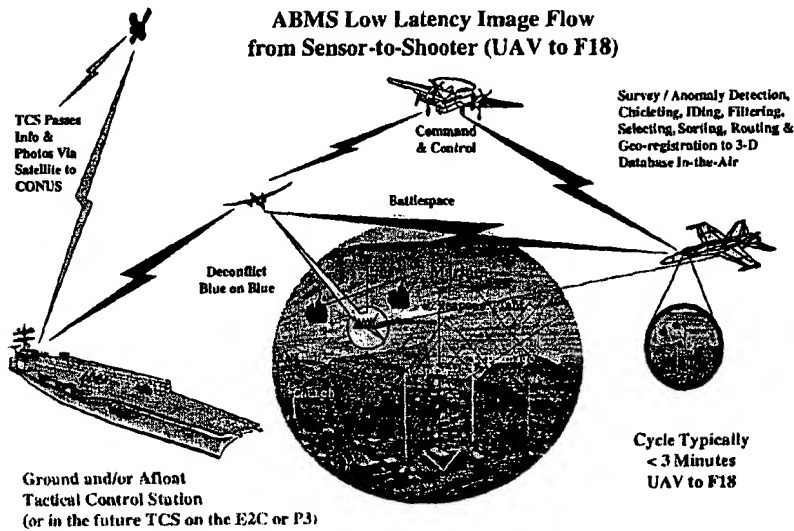 ABMS Low Latency Image Flow
from Sensor-to-Shooter (UAV to F18)
TCS Passes
Info &
Photos Via
Satellite to
CONUS
Command
& Control
Survey / Anomaly Detection,
Chicleting, IDing, Filtering,
Selecting, Sorting, Routing &
Geo-registration to 3-D
Database In-the-Air
Battlespace
Deconflict
Blue on Blue
Church
Cycle Typically
< 3 Minutes
UAV to F18
Ground and/or Afloat
Tactical Control Station
(or in the future TCS on the E2C or P3)